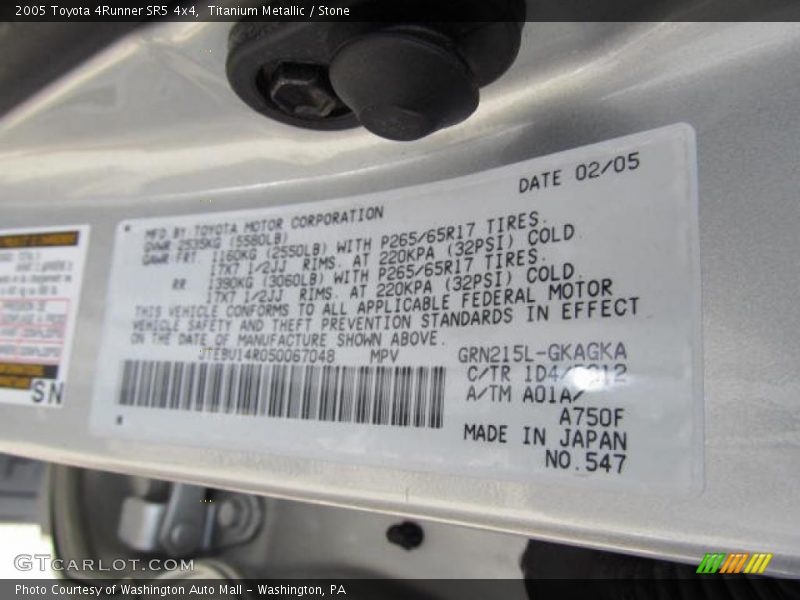 2005 Toyota 4Runner SR5 4x4, Titanium Metallic / Stone
DATE 02/05
MFD BY TOYOTA MOTOR CORPORATION
GVWR 2535KG (5580LB)
GAWR FRT 1160KG (2550LB) WITH P265/65R17 TIRES.
17X7 1/2JJ RIMS. AT 220KPA (32PSI) COLD
RR 1390KG (3060LB) WITH P265/65R17 TIRES.
17X7 1/2JJ RIMS. AT 220KPA (32PSI) COLD.
THIS VEHICLE CONFORMS TO ALL APPLICABLE FEDERAL MOTOR
VEHICLE SAFETY AND THEFT PREVENTION STANDARDS IN EFFECT
ON THE DATE OF MANUFACTURE SHOWN ABOVE.
JTEBU14R050067048 MPV GRN215L-GKAGKA
C/TR
A/TM A01A/
A750F
MADE IN JAPAN
NO.547
SN
GTCARLOT.COM
Photo Courtesy of Washington Auto Mall - Washington, PA